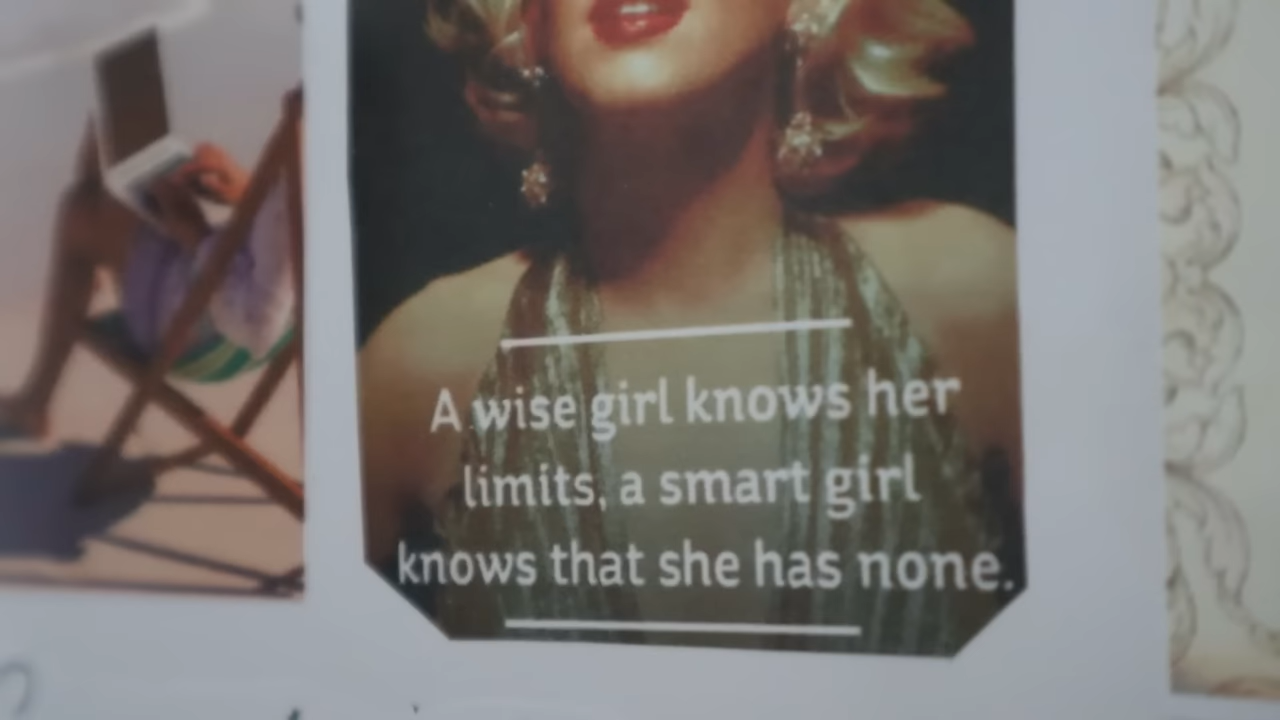 A wise girl knows her
limits, a smart girl
knows that she has none.